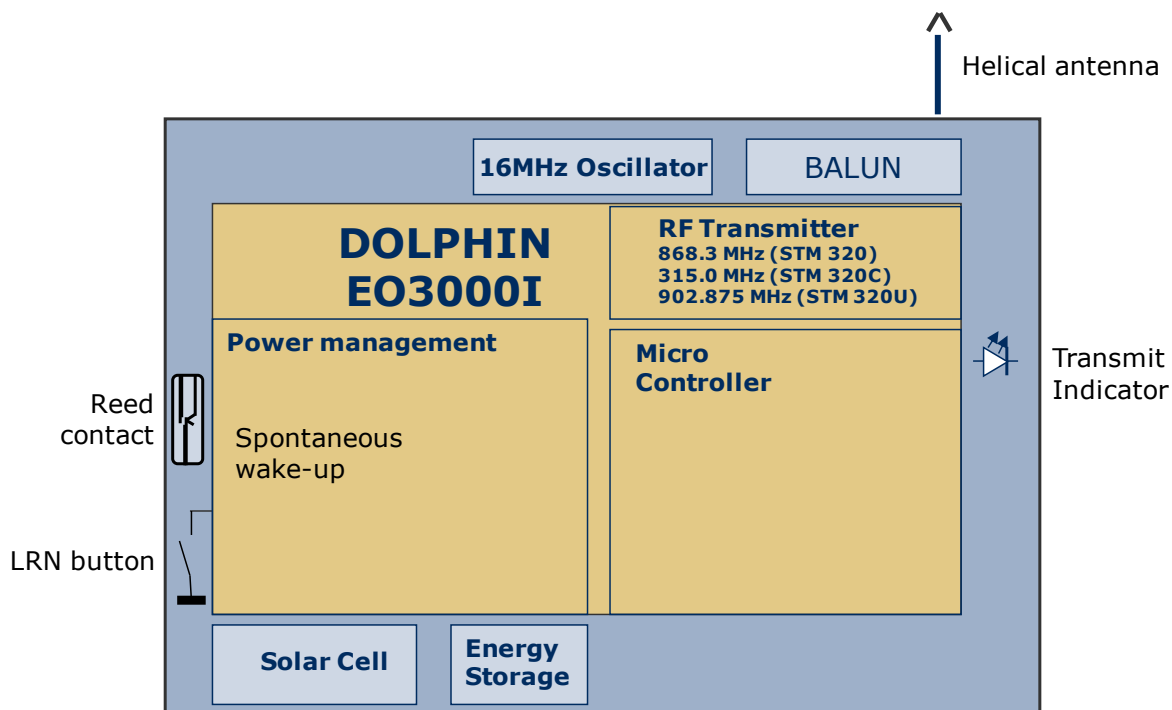 Helical antenna
16MHz Oscillator
BALUN
DOLPHIN
EO3000I
RF Transmitter
868.3 MHz (STM 320)
315.0 MHz (STM 320C)
902.875 MHz (STM 320U)
Power management
Micro
Controller
Transmit
Indicator
Reed
contact
Spontaneous
wake-up
LRN button
Solar Cell
Energy
Storage